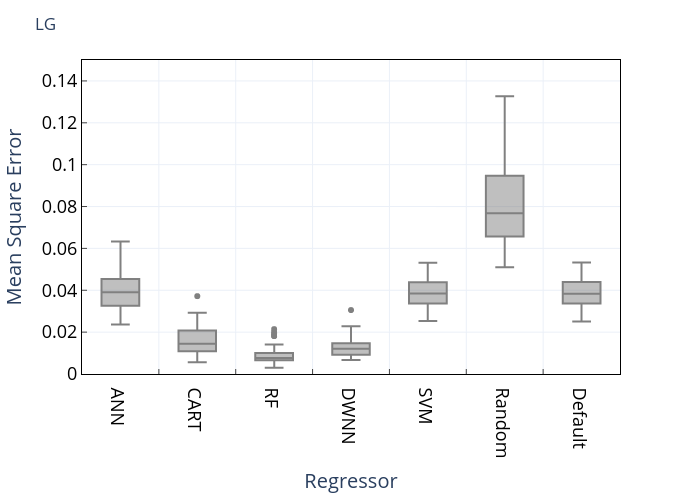 LG
Mean Square Error
0.14
0.12
0.1
0.08
0.06
0.04
0.02
0
ANN
CART
RF
DWNN
SVM
Random
Default
Regressor